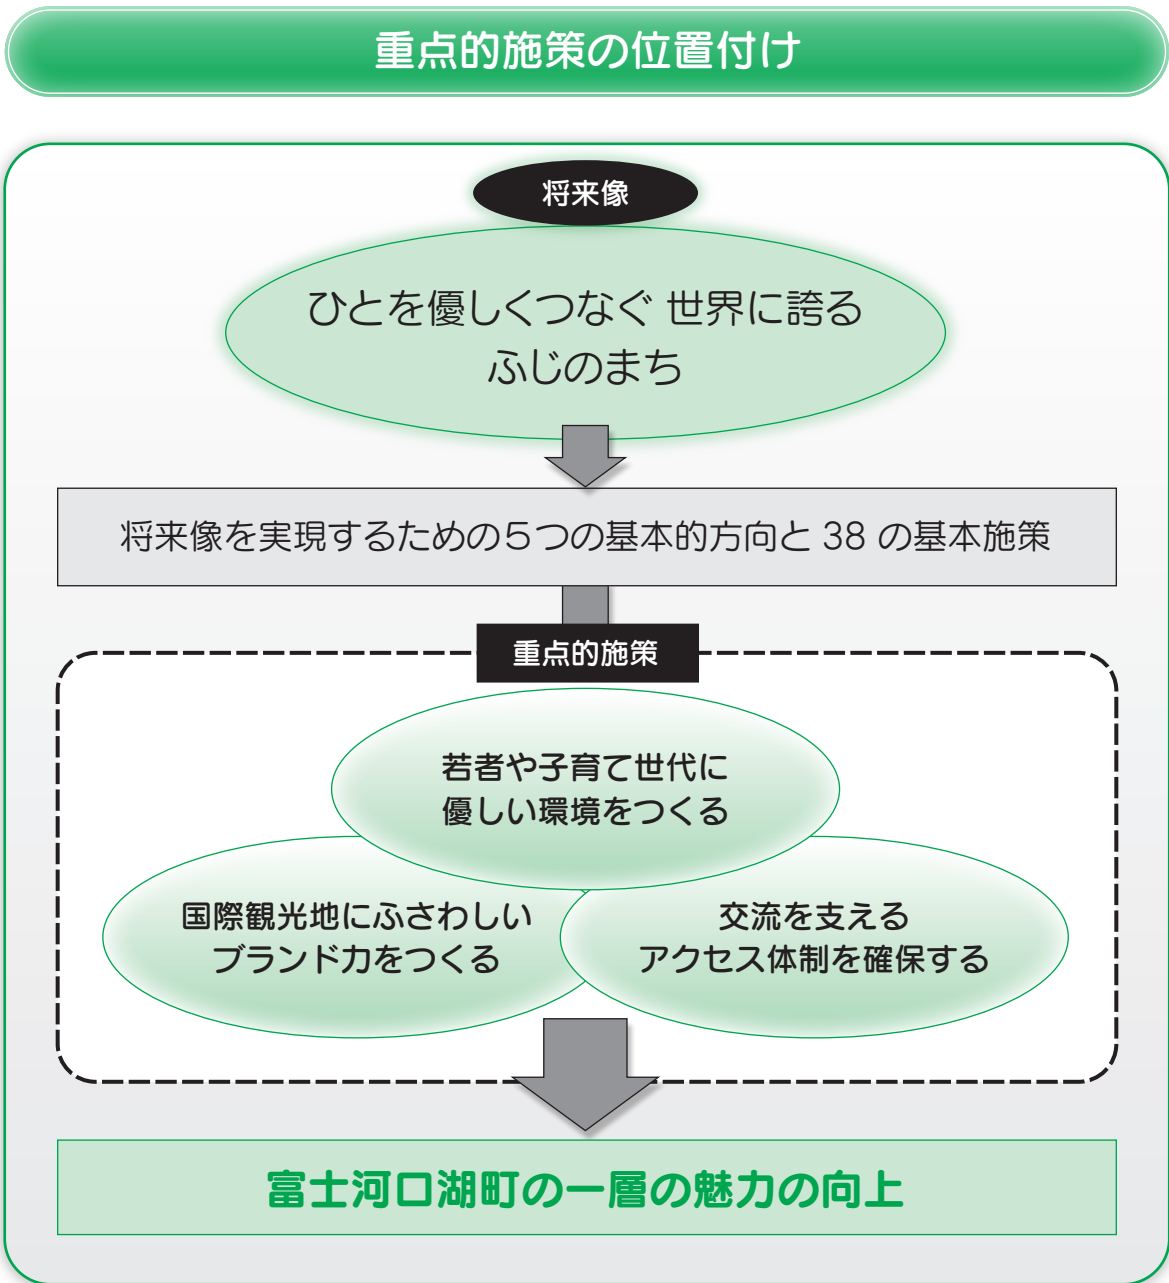 重点的施策の位置付け
将来像
ひとを優しくつなぐ 世界に誇る
ふじのまち
将来像を実現するための５つの基本的方向と 38 の基本施策
重点的施策
若者や子育て世代に
優しい環境をつくる
国際観光地にふさわしい
ブランド力をつくる
交流を支える
アクセス体制を確保する
富士河口湖町の一層の魅力の向上